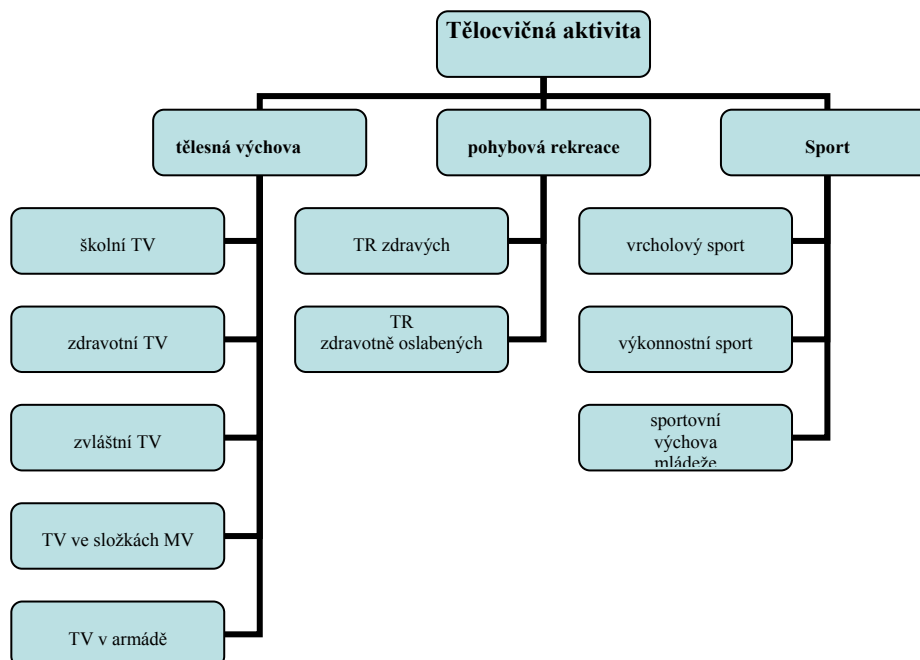 Tělocvičná aktivita
tělesná výchova
pohybová rekreace
Sport
školní TV
TR zdravých
vrcholový sport
zdravotní TV
TR
zdravotně oslabených
výkonnostní sport
zvláštní TV
sportovní
výchova
mládeže
TV ve složkách MV
TV v armádě